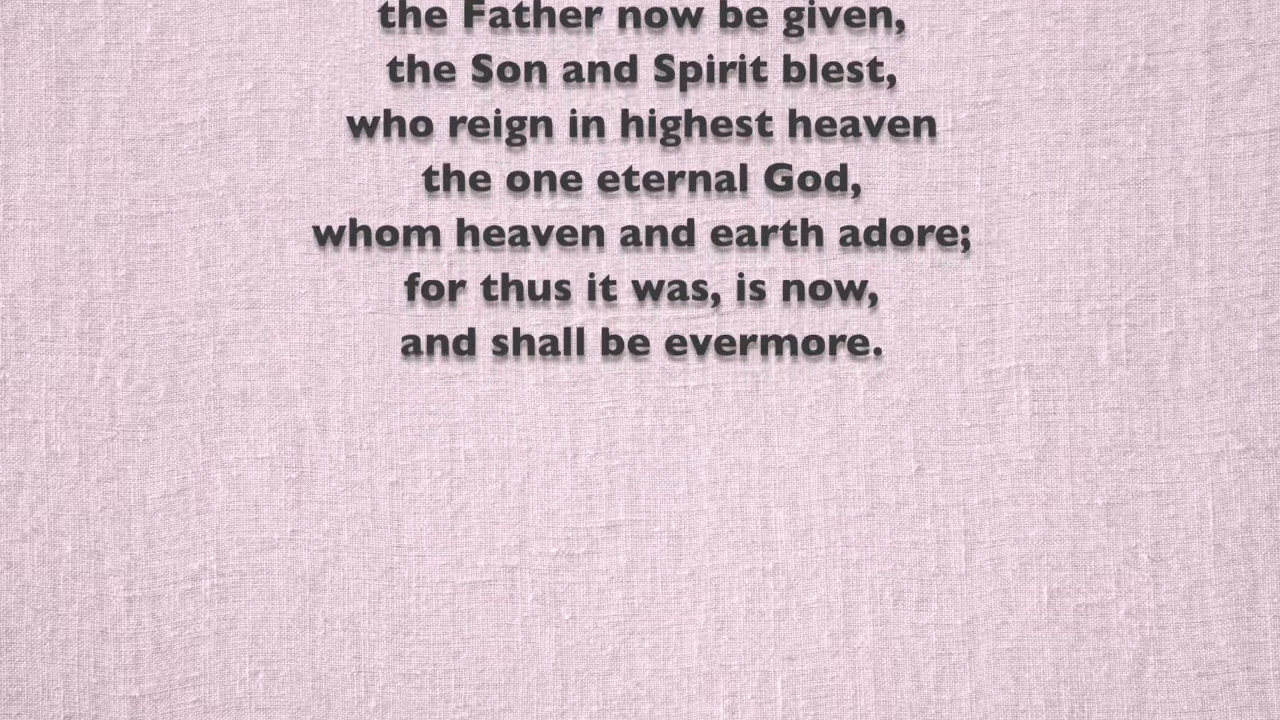 the Father now be given,
the Son and Spirit blest,
who reign in highest heaven
the one eternal God,
whom heaven and earth adore;
for thus it was, is now,
and shall be evermore.